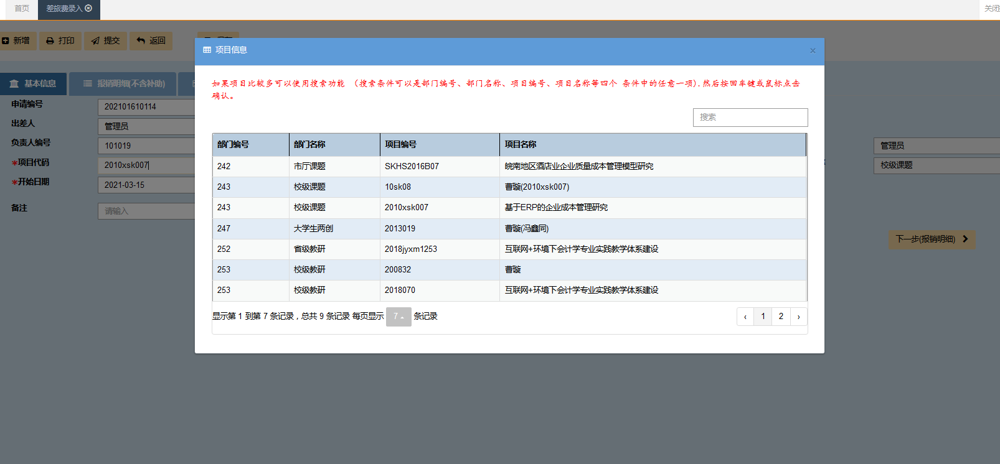 首页 差旅费录入
新增 打印 提交 返回
项目信息 ×
如果项目比较多可以使用搜索功能 （搜索条件可以是部门编号、部门名称、项目编号、项目名称等四个 条件中的任意一项),然后按回车键或鼠标点击
确认。
搜索
基本信息 报销明细(不含补助)
申请编号 202101610114
出差人 管理员
负责人编号 101019 管理员
*项目代码 2010xsk007 校级课题
*开始日期 2021-03-15
备注 请输入
部门编号 部门名称 项目编号 项目名称
242 市厅课题 SKHS2016B07 皖南地区酒店业企业质量成本管理模型研究
243 校级课题 10sk08 曹璇(2010xsk007)
243 校级课题 2010xsk007 基于ERP的企业成本管理研究
247 大学生两创 2013019 曹璇(冯鑫同)
252 省级教研 2018jyxm1253 互联网+环境下会计学专业实践教学体系建设
253 校级教研 200832 曹璇
253 校级教研 2018070 互联网+环境下会计学专业实践教学体系建设
显示第 1 到第 7 条记录，总共 9 条记录 每页显示 7 条记录
‹ 1 2 ›
下一步(报销明细)